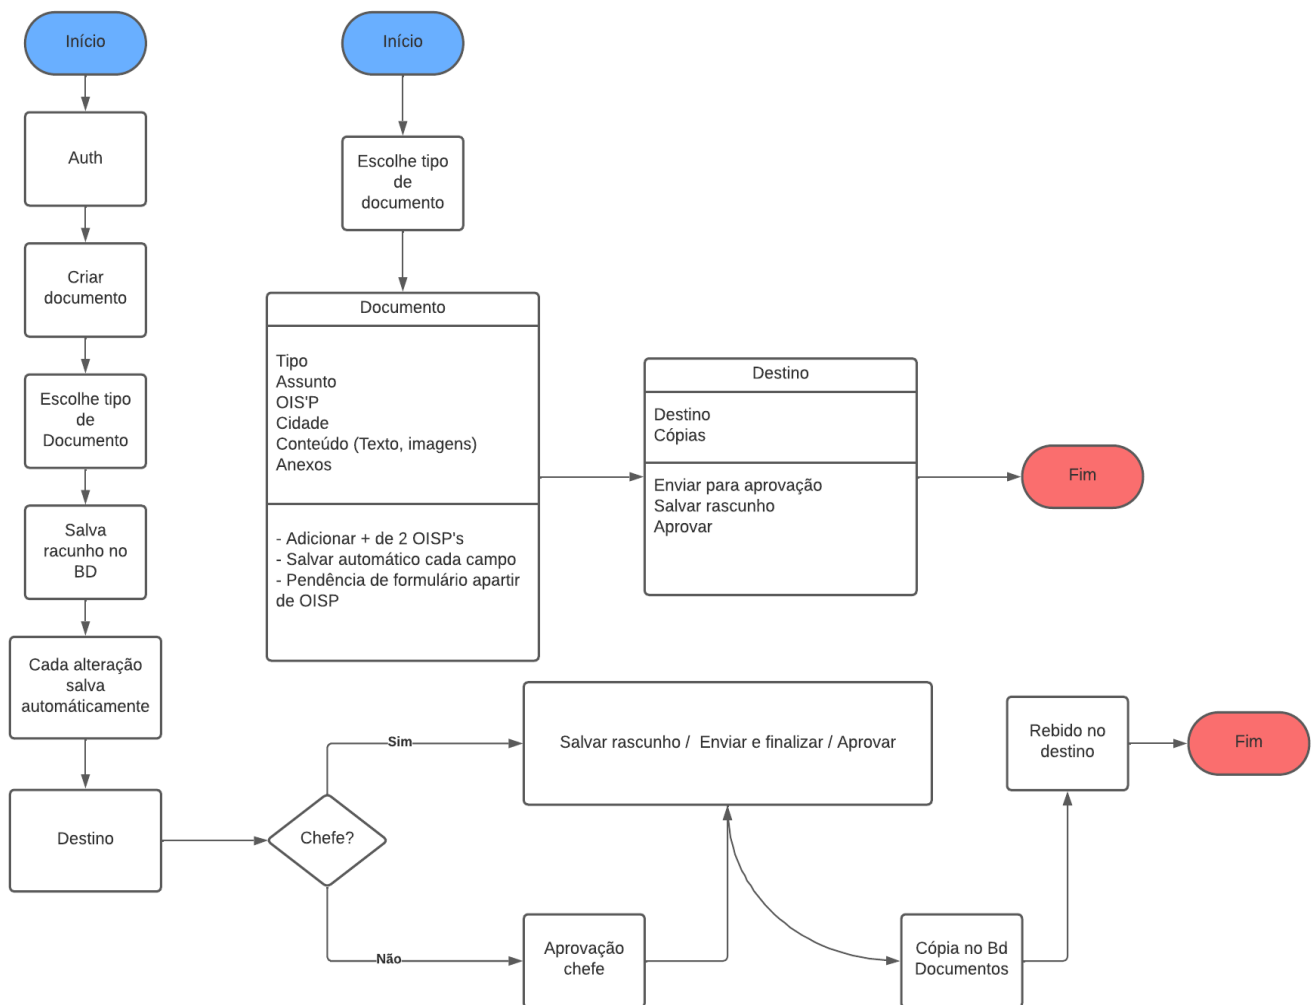 Início
Auth
Criar
documento
Escolhe tipo
de
Documento
Salva
racunho no
BD
Cada alteração
salva
automáticamente
Destino
Chefe?
Sim
Não
Salvar rascunho /  Enviar e finalizar / Aprovar
Aprovação
chefe
Cópia no Bd
Documentos
Rebido no
destino
Fim
Início
Escolhe tipo
de
documento
Documento
Tipo
Assunto
OIS'P
Cidade
Conteúdo (Texto, imagens)
Anexos
- Adicionar + de 2 OISP's
- Salvar automático cada campo
- Pendência de formulário apartir
de OISP
Destino
Destino
Cópias
Enviar para aprovação
Salvar rascunho
Aprovar
Fim